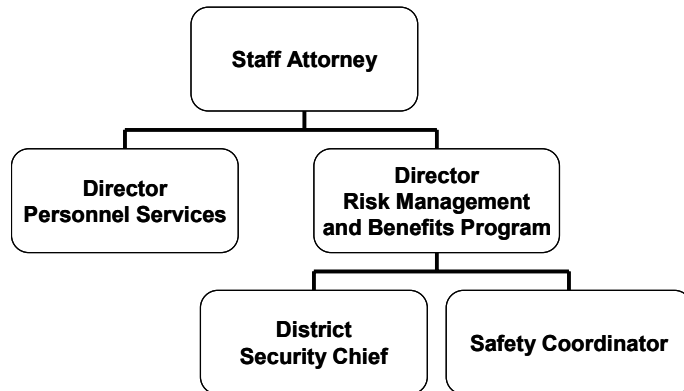 Staff Attorney
Director
Personnel Services
Director
Risk Management
and Benefits Program
District
Security Chief
Safety Coordinator